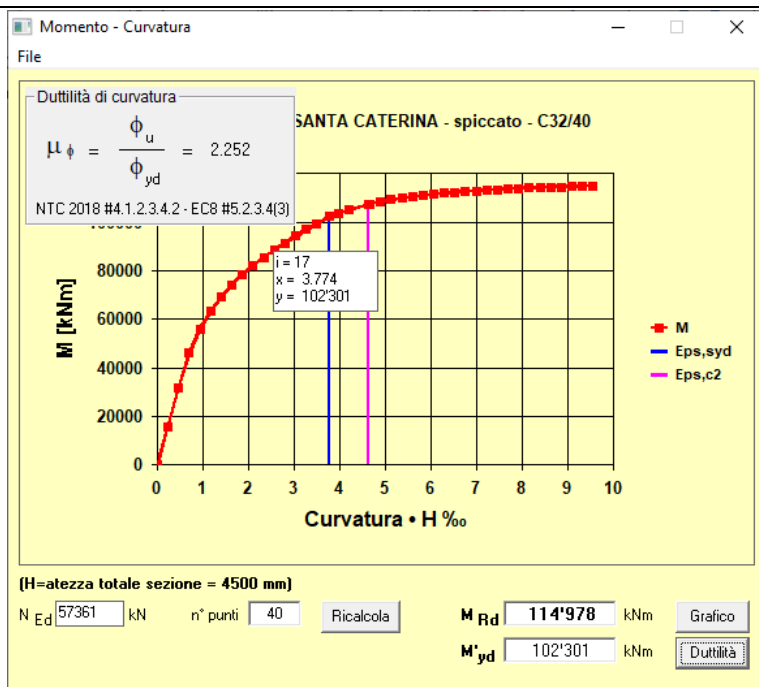 Momento - Curvatura
File
Duttilità di curvatura
μ ϕ = ϕu / ϕyd = 2.252
NTC 2018 #4.1.2.3.4.2 - EC8 #5.2.3.4(3)
SANTA CATERINA - spiccato - C32/40
80000
60000
40000
20000
0
M [kNm]
i = 17
x = 3.774
y = 102'301
M
Eps,syd
Eps,c2
0 1 2 3 4 5 6 7 8 9 10
Curvatura • H ‰
(H=atezza totale sezione = 4500 mm)
N Ed 57361 kN n° punti 40 Ricalcola M Rd 114'978 kNm Grafico
M'yd 102'301 kNm Duttilità